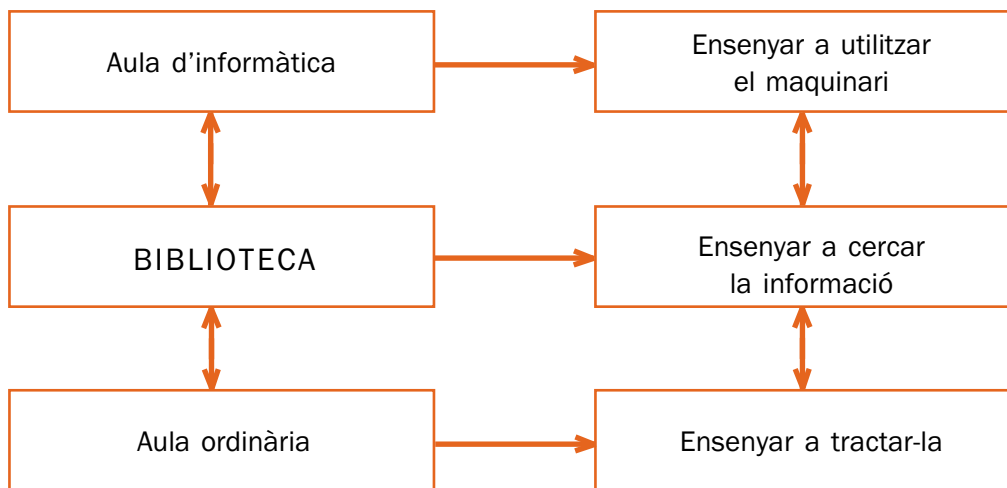 Aula d’informàtica
Ensenyar a utilitzar
el maquinari
BIBLIOTECA
Ensenyar a cercar
la informació
Aula ordinària
Ensenyar a tractar-la